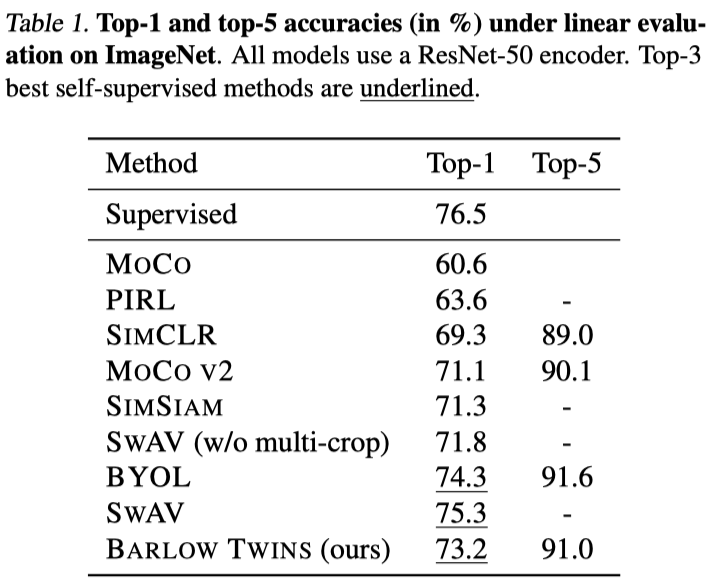 Table 1. Top-1 and top-5 accuracies (in %) under linear evalu-
ation on ImageNet. All models use a ResNet-50 encoder. Top-3
best self-supervised methods are underlined.
Method Top-1 Top-5
Supervised 76.5
MOCO 60.6
PIRL 63.6 -
SIMCLR 69.3 89.0
MOCO V2 71.1 90.1
SIMSIAM 71.3 -
SWAV (w/o multi-crop) 71.8 -
BYOL 74.3 91.6
SWAV 75.3 -
BARLOW TWINS (ours) 73.2 91.0